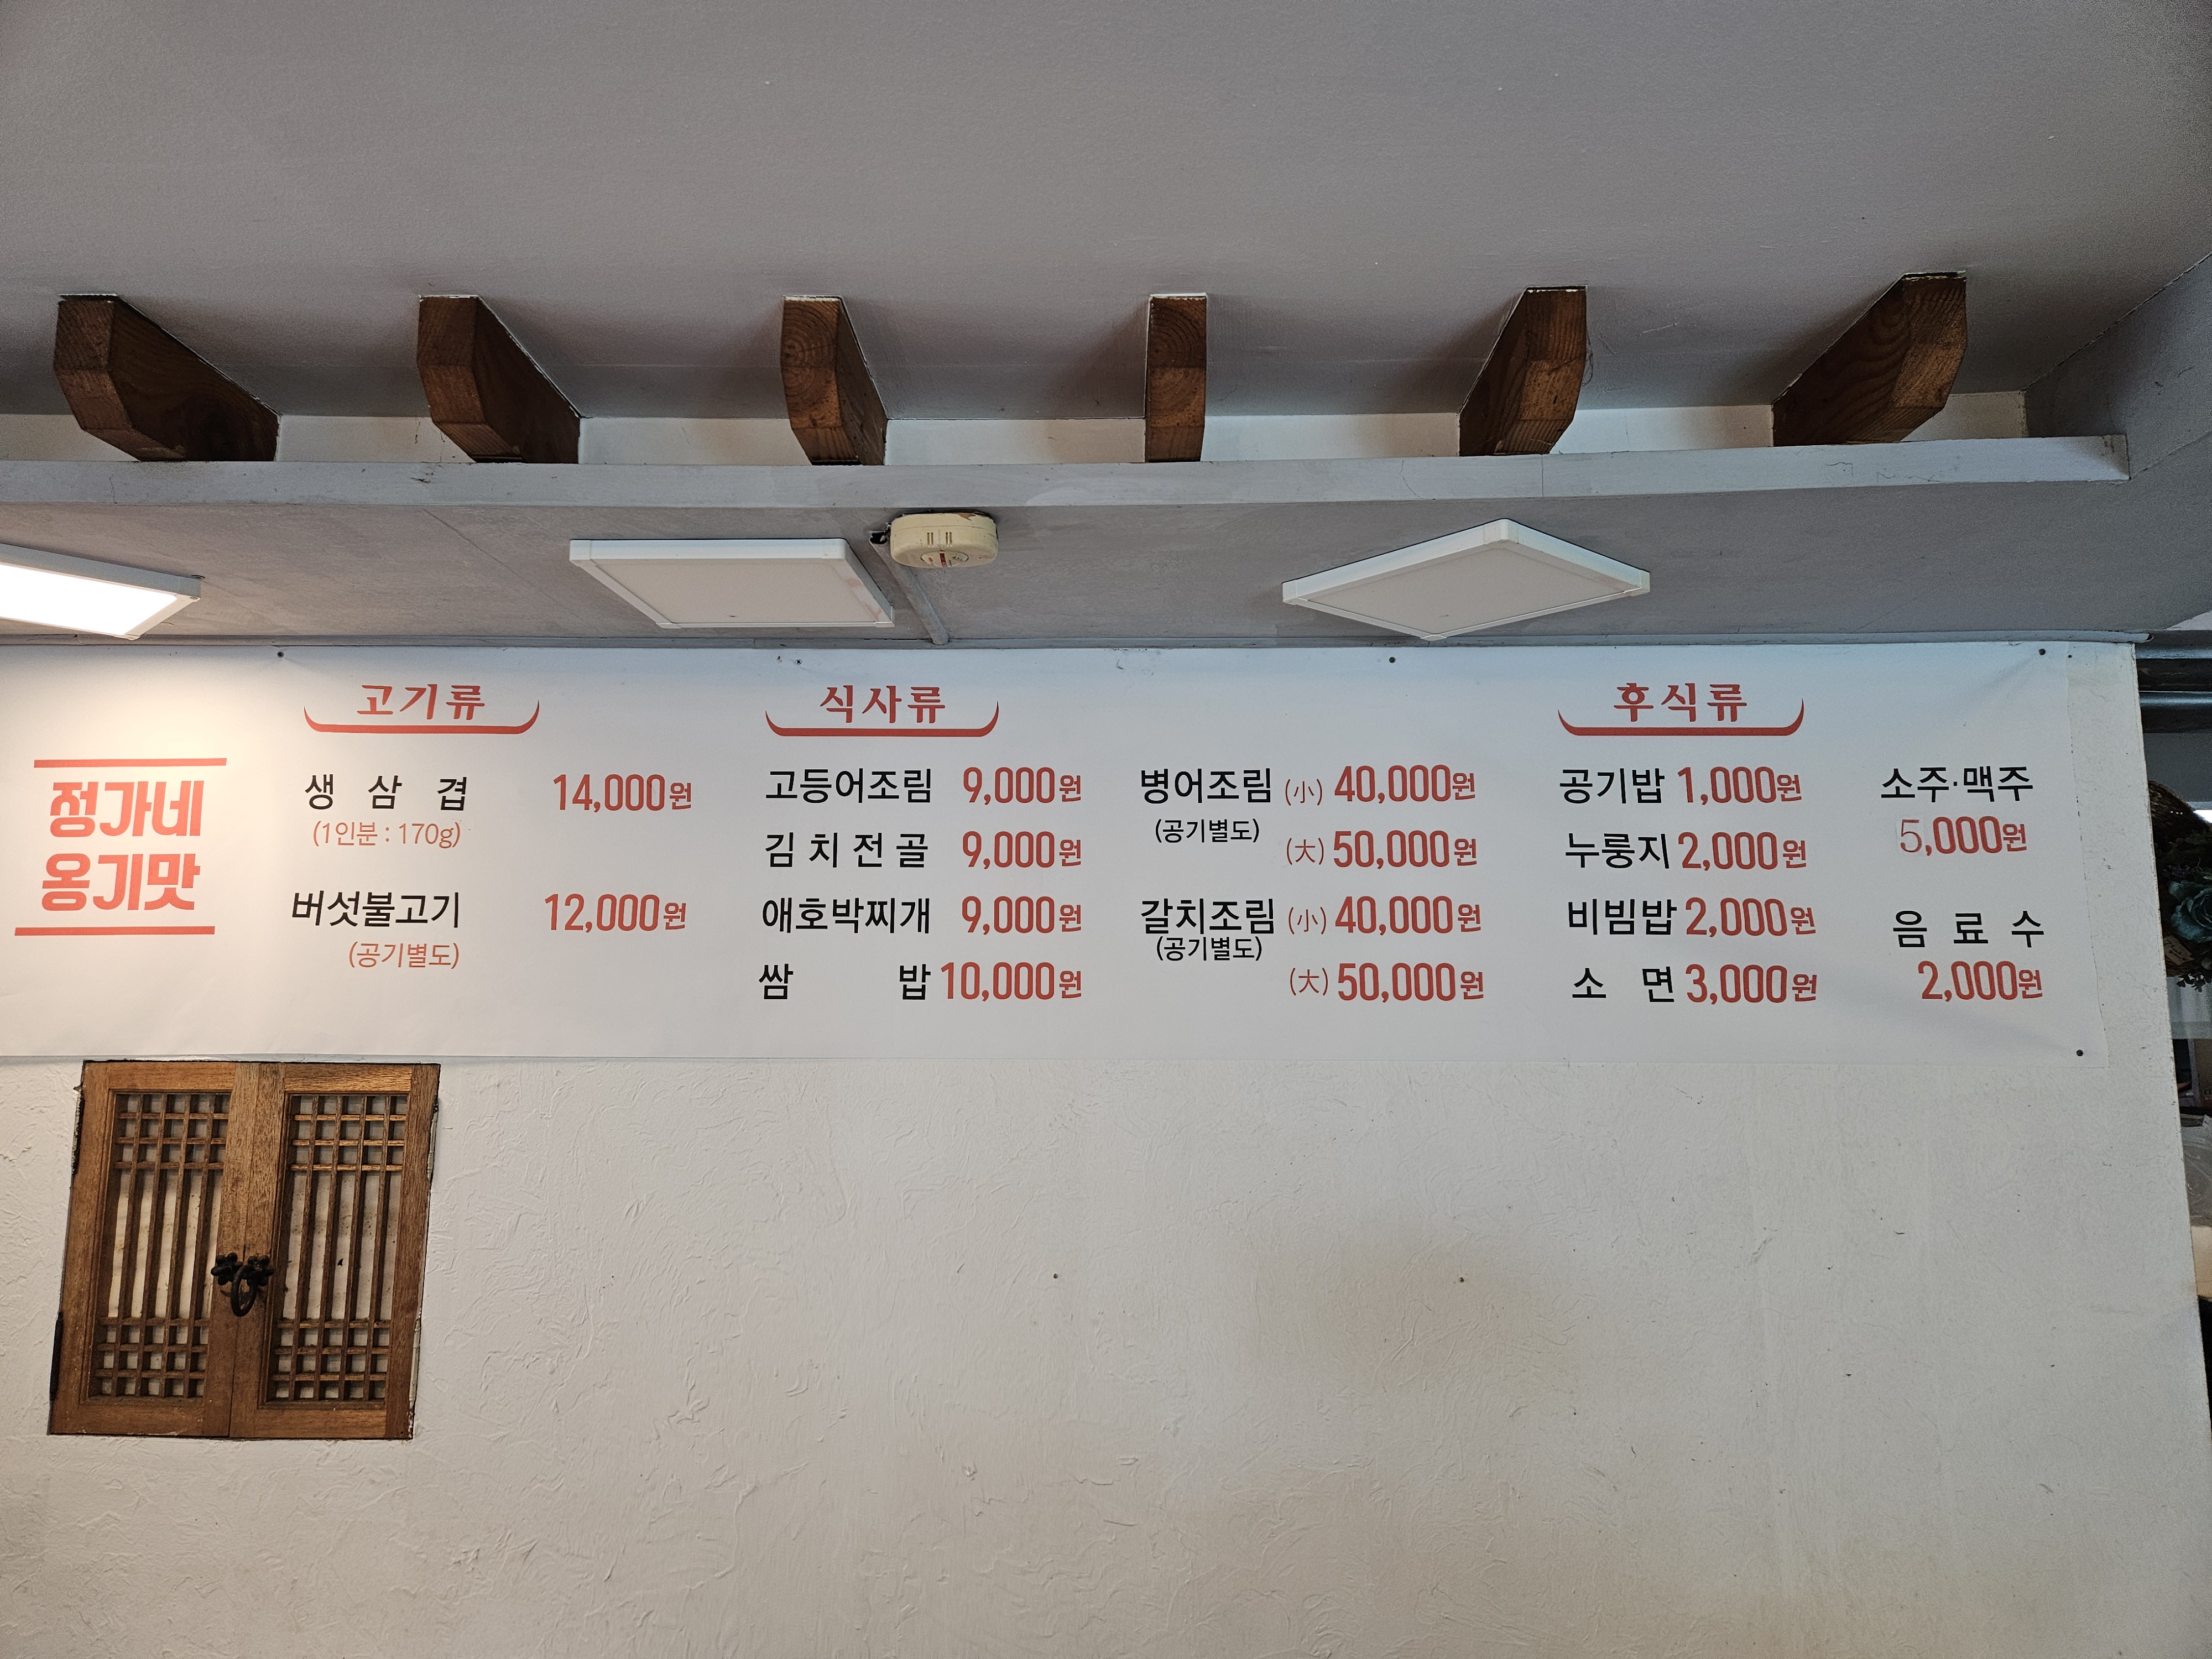 정가네
옹기맛
고기류
생 삼 겹 14,000원
(1인분 : 170g)
버섯불고기 12,000원
(공기별도)
식사류
고등어조림 9,000원
김 치 전 골 9,000원
애호박찌개 9,000원
쌈 밥 10,000원
병어조림 (小) 40,000원
(공기별도)
(大) 50,000원
갈치조림 (小) 40,000원
(공기별도)
(大) 50,000원
후식류
공기밥 1,000원
누룽지 2,000원
비빔밥 2,000원
소 면 3,000원
소주·맥주
5,000원
음 료 수
2,000원